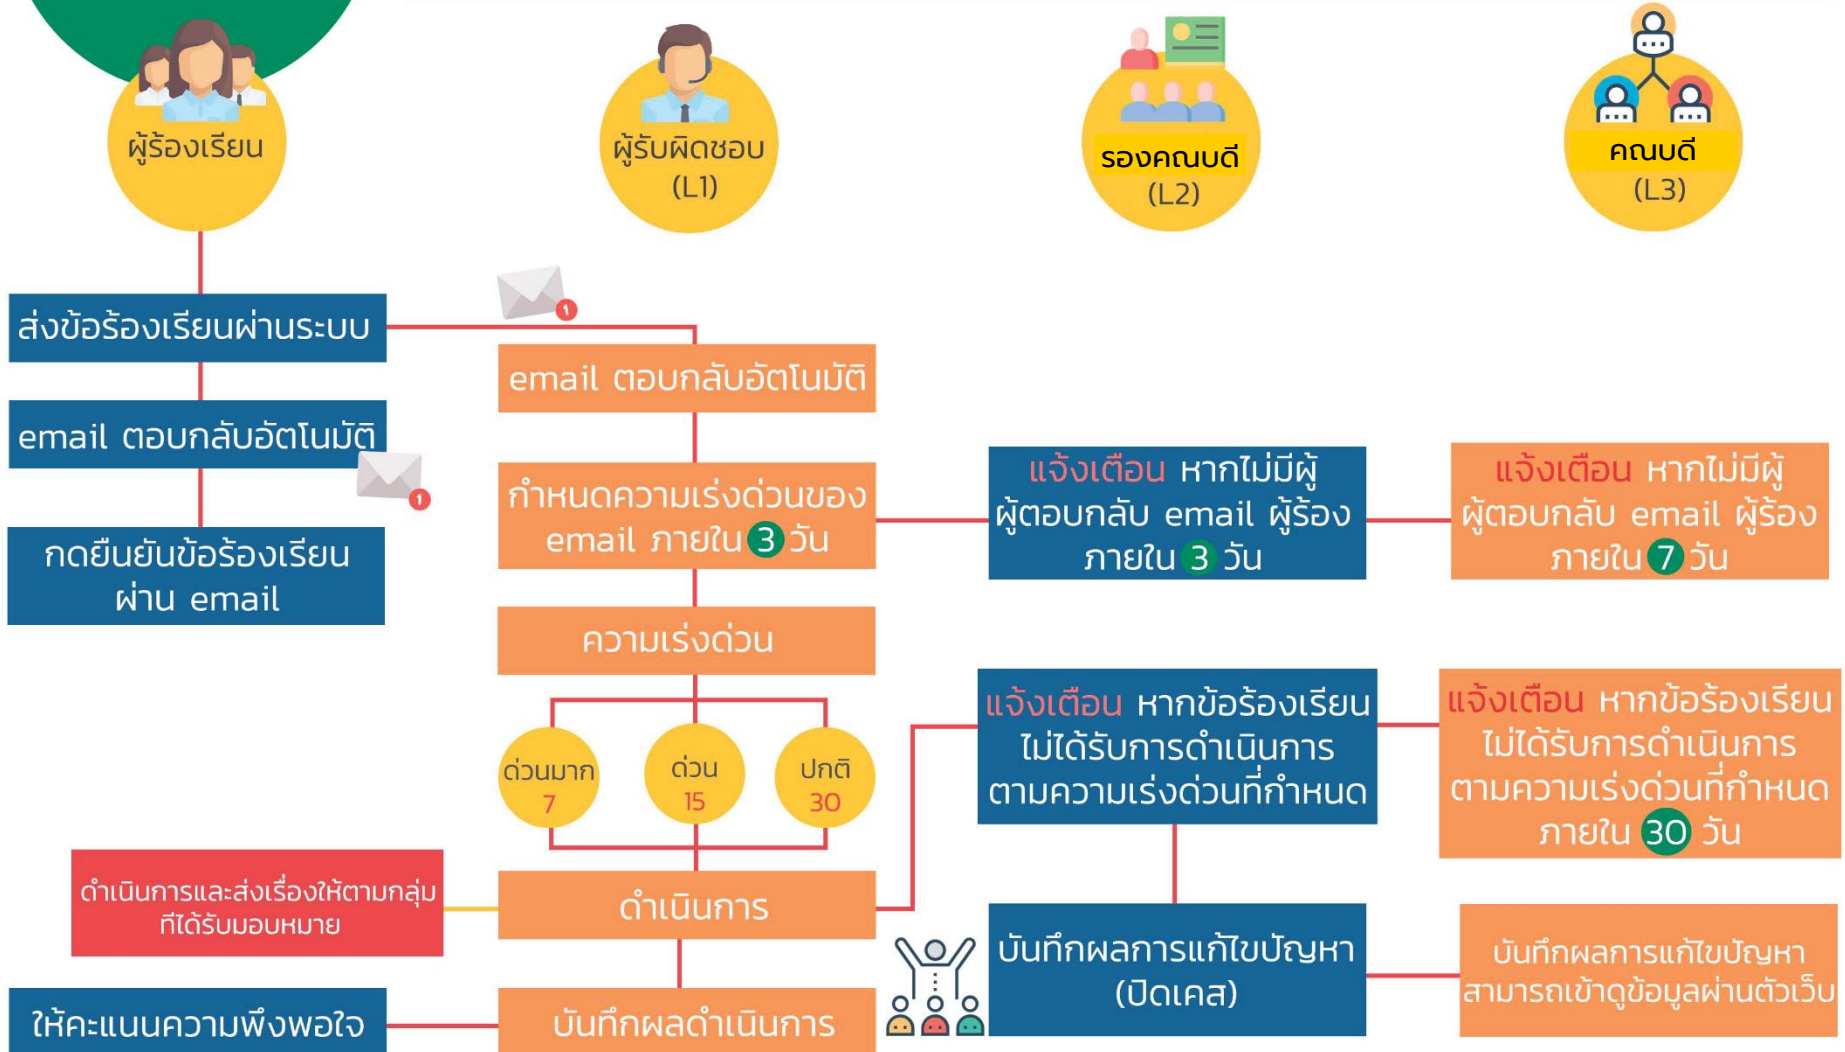 ผู้ร้องเรียน
ผู้รับผิดชอบ
(L1)
รองคณบดี
(L2)
คณบดี
(L3)
ส่งข้อร้องเรียนผ่านระบบ
1
email ตอบกลับอัตโนมัติ
email ตอบกลับอัตโนมัติ
1
กดยืนยันข้อร้องเรียน
ผ่าน email
กำหนดความเร่งด่วนของ
email ภายใน 3 วัน
แจ้งเตือน หากไม่มีผู้
ผู้ตอบกลับ email ผู้ร้อง
ภายใน 3 วัน
แจ้งเตือน หากไม่มีผู้
ผู้ตอบกลับ email ผู้ร้อง
ภายใน 7 วัน
ความเร่งด่วน
ด่วนมาก
7
ด่วน
15
ปกติ
30
แจ้งเตือน หากข้อร้องเรียน
ไม่ได้รับการดำเนินการ
ตามความเร่งด่วนที่กำหนด
แจ้งเตือน หากข้อร้องเรียน
ไม่ได้รับการดำเนินการ
ตามความเร่งด่วนที่กำหนด
ภายใน 30 วัน
ดำเนินการและส่งเรื่องให้ตามกลุ่ม
ทีได้รับมอบหมาย
ดำเนินการ
บันทึกผลการแก้ไขปัญหา
(ปิดเคส)
บันทึกผลการแก้ไขปัญหา
สามารถเข้าดูข้อมูลผ่านตัวเว็บ
ให้คะแนนความพึงพอใจ
บันทึกผลดำเนินการ